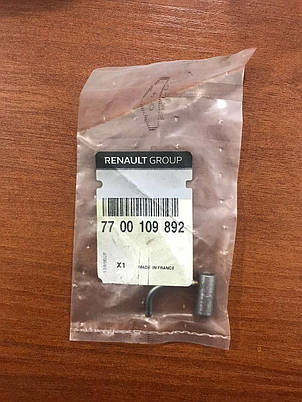 RENAULT GROUP
77 00 109 892
X1 MADE IN FRANCE